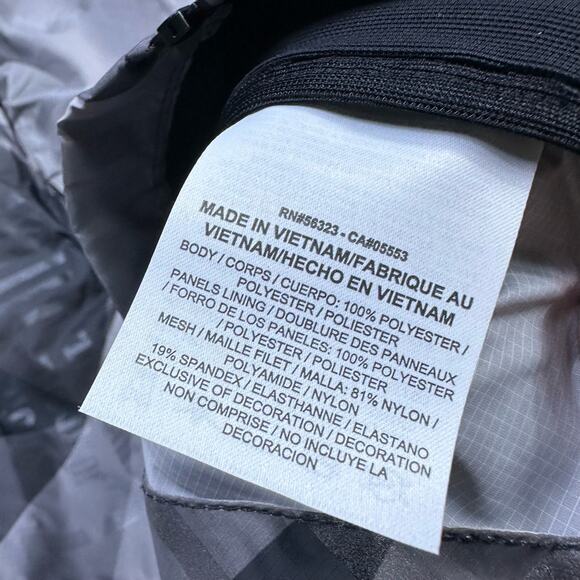 RN#56323 - CA#05553
MADE IN VIETNAM/FABRIQUE AU
VIETNAM/HECHO EN VIETNAM
BODY / CORPS / CUERPO: 100% POLYESTER /
POLYESTER / POLIESTER
PANELS LINING / DOUBLURE DES PANNEAUX
/ FORRO DE LOS PANELES: 100% POLYESTER
/ POLYESTER / POLIESTER
MESH / MAILLE FILET / MALLA: 81% NYLON /
POLYAMIDE / NYLON
19% SPANDEX / ELASTHANNE / ELASTANO
EXCLUSIVE OF DECORATION / DECORATION
NON COMPRISE / NO INCLUYE LA
DECORACION